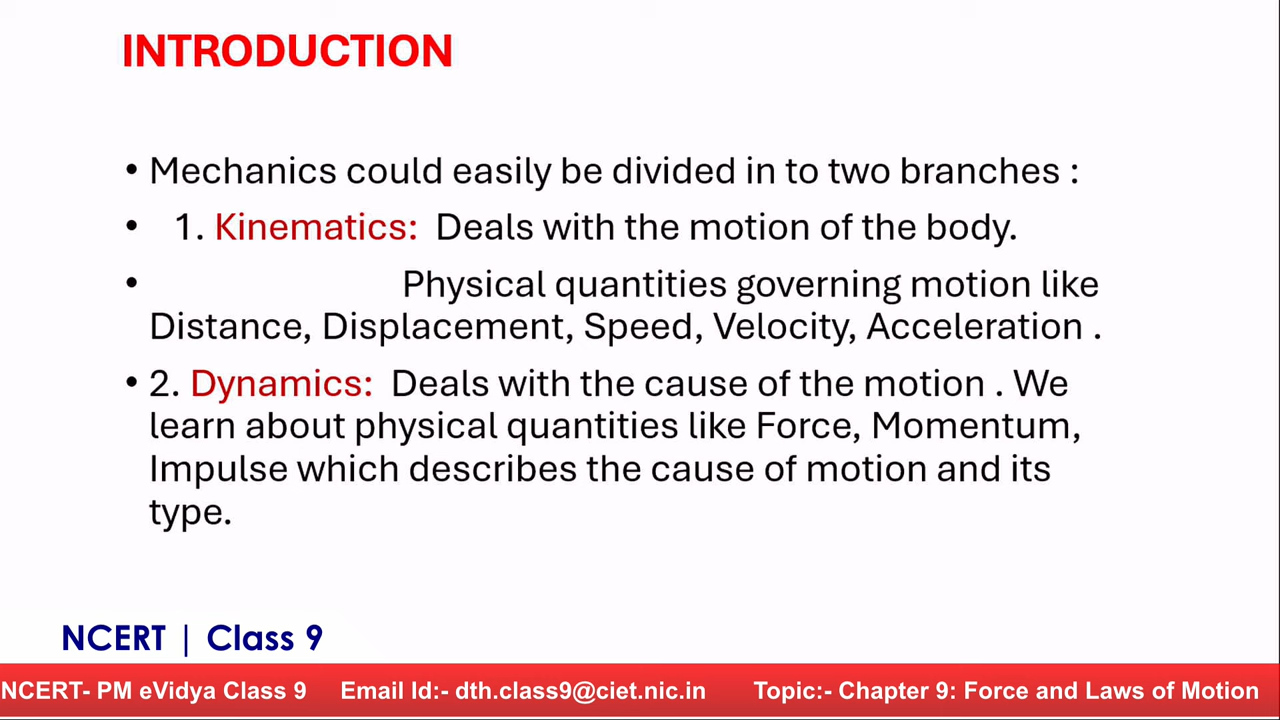 INTRODUCTION
• Mechanics could easily be divided in to two branches :
• 1. Kinematics: Deals with the motion of the body.
• Physical quantities governing motion like
Distance, Displacement, Speed, Velocity, Acceleration .
• 2. Dynamics: Deals with the cause of the motion . We
learn about physical quantities like Force, Momentum,
Impulse which describes the cause of motion and its
type.
NCERT | Class 9
NCERT- PM eVidya Class 9 Email Id:- dth.class9@ciet.nic.in Topic:- Chapter 9: Force and Laws of Motion